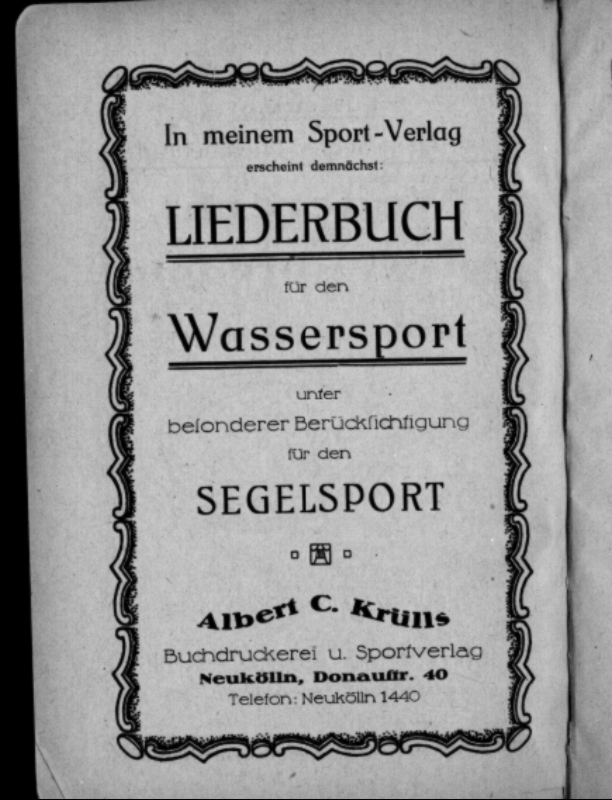 In meinem Sport-Verlag
erscheint demnächst:
LIEDERBUCH
für den
Wassersport
unter
beſonderer Berückſichtigung
für den
SEGELSPORT
Albert C. Krülls
Buchdruckerei u. Sportverlag
Neukölln, Donauſtr. 40
Telefon: Neukölln 1440